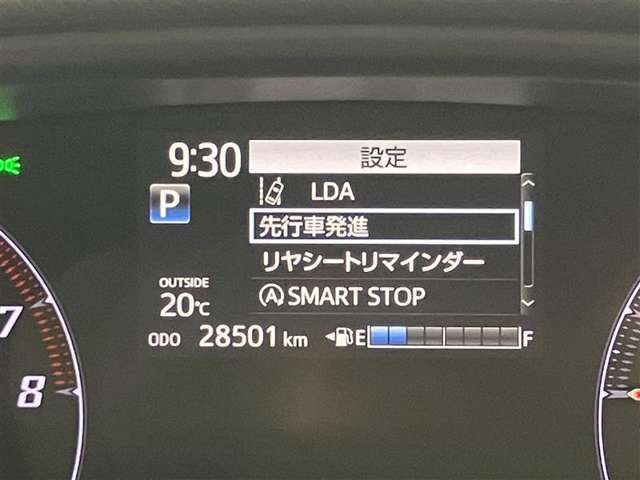 9:30 設定
P LDA
先行車発進
リヤシートリマインダー
OUTSIDE
20℃ Ⓐ SMART STOP
ODO 28501 km E F
7
8